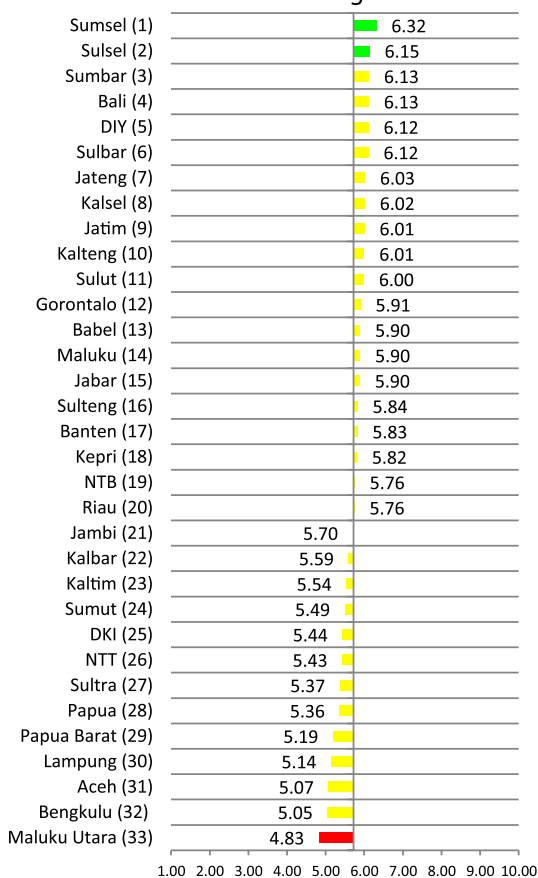 Sumsel (1) 6.32
Sulsel (2) 6.15
Sumbar (3) 6.13
Bali (4) 6.13
DIY (5) 6.12
Sulbar (6) 6.12
Jateng (7) 6.03
Kalsel (8) 6.02
Jatim (9) 6.01
Kalteng (10) 6.01
Sulut (11) 6.00
Gorontalo (12) 5.91
Babel (13) 5.90
Maluku (14) 5.90
Jabar (15) 5.90
Sulteng (16) 5.84
Banten (17) 5.83
Kepri (18) 5.82
NTB (19) 5.76
Riau (20) 5.76
Jambi (21) 5.70
Kalbar (22) 5.59
Kaltim (23) 5.54
Sumut (24) 5.49
DKI (25) 5.44
NTT (26) 5.43
Sultra (27) 5.37
Papua (28) 5.36
Papua Barat (29) 5.19
Lampung (30) 5.14
Aceh (31) 5.07
Bengkulu (32) 5.05
Maluku Utara (33) 4.83
1.00 2.00 3.00 4.00 5.00 6.00 7.00 8.00 9.00 10.00